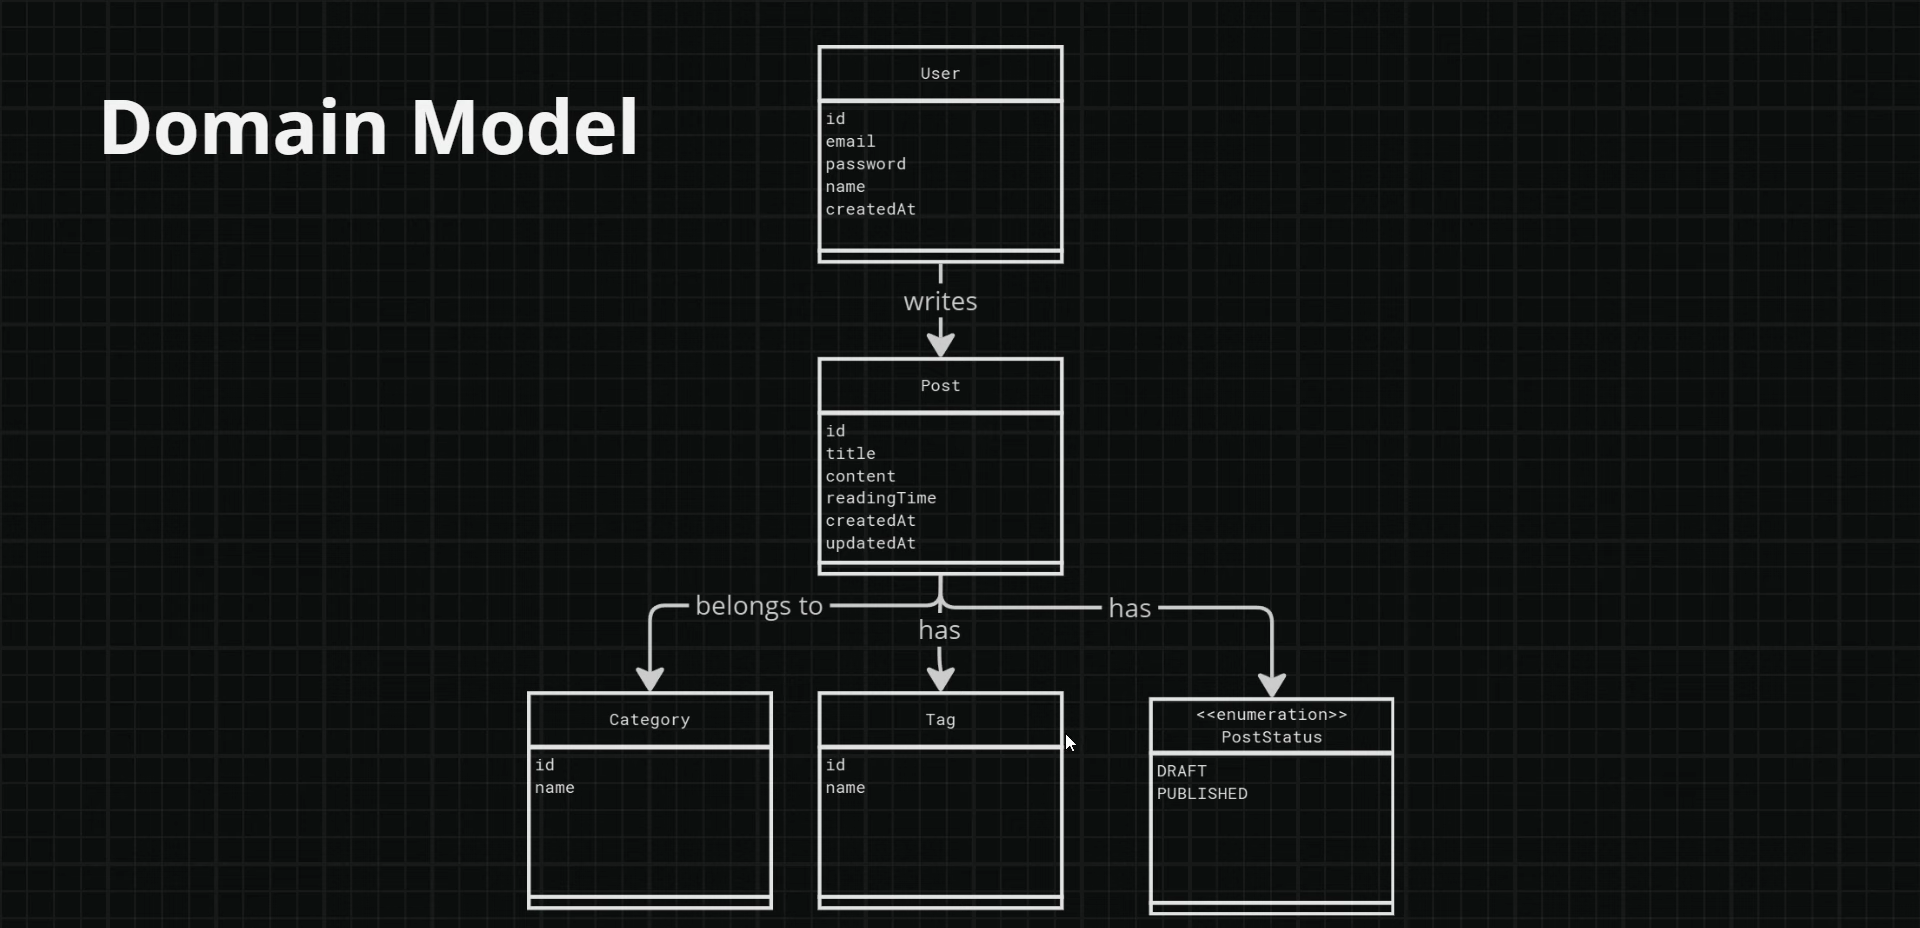 Domain Model
User
id
email
password
name
createdAt
writes
Post
id
title
content
readingTime
createdAt
updatedAt
belongs to
has
has
Category
id
name
Tag
id
name
<<enumeration>>
PostStatus
DRAFT
PUBLISHED